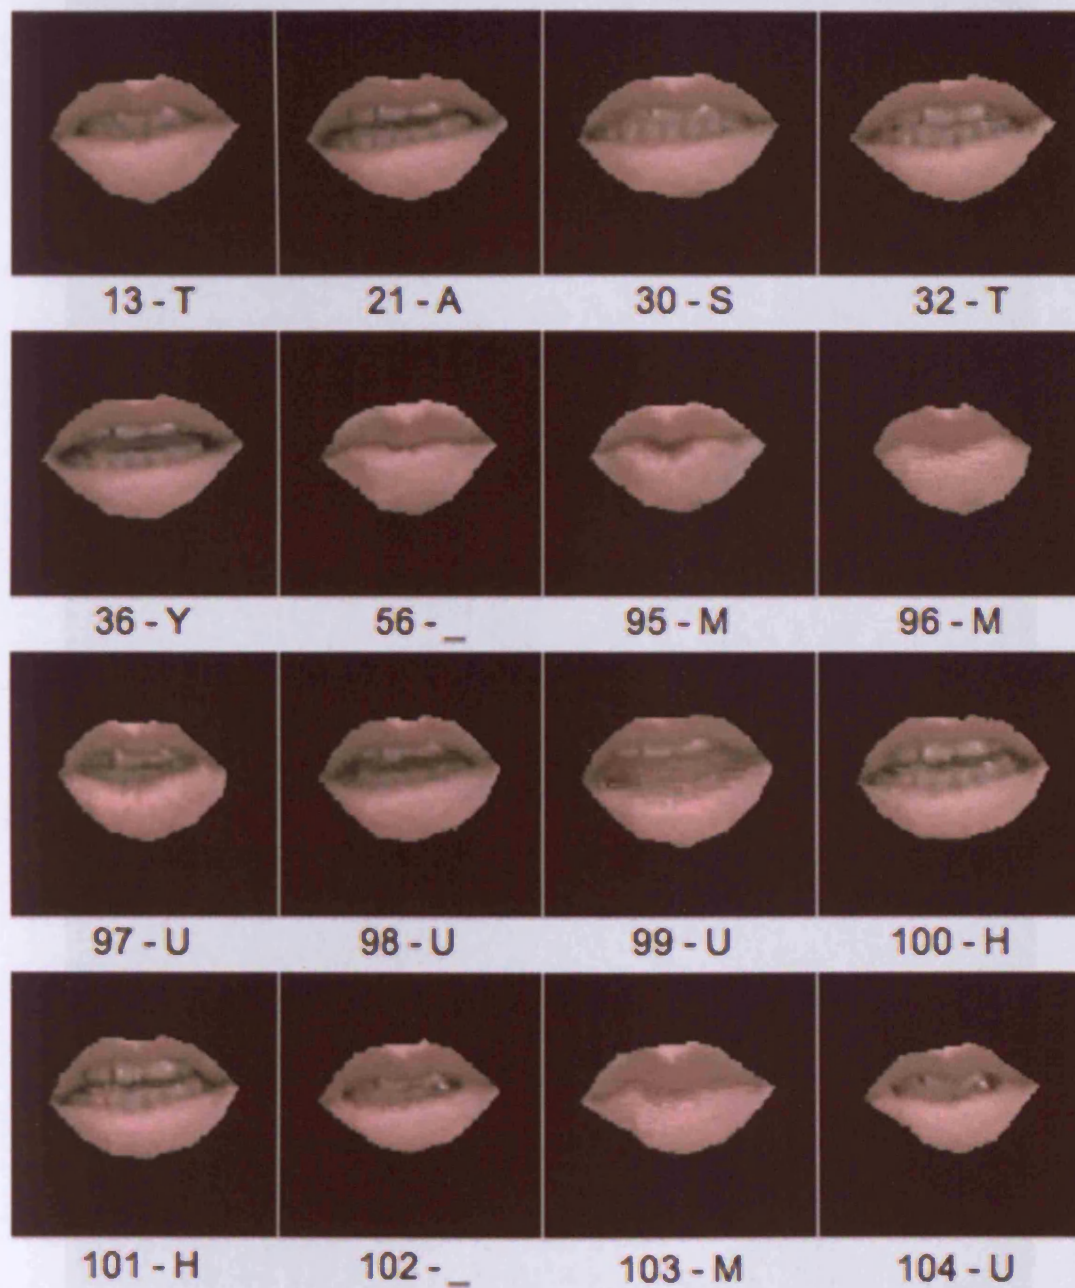 13 - T 21 - A 30 - S 32 - T
36 - Y 56 - _ 95 - M 96 - M
97 - U 98 - U 99 - U 100 - H
101 - H 102 - _ 103 - M 104 - U